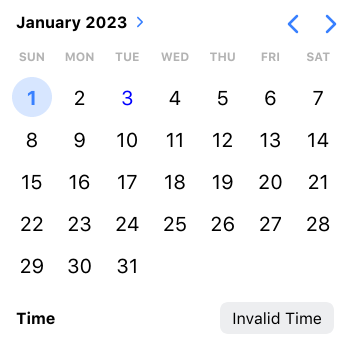 January 2023
SUN MON TUE WED THU FRI SAT
1 2 3 4 5 6 7
8 9 10 11 12 13 14
15 16 17 18 19 20 21
22 23 24 25 26 27 28
29 30 31
Time Invalid Time